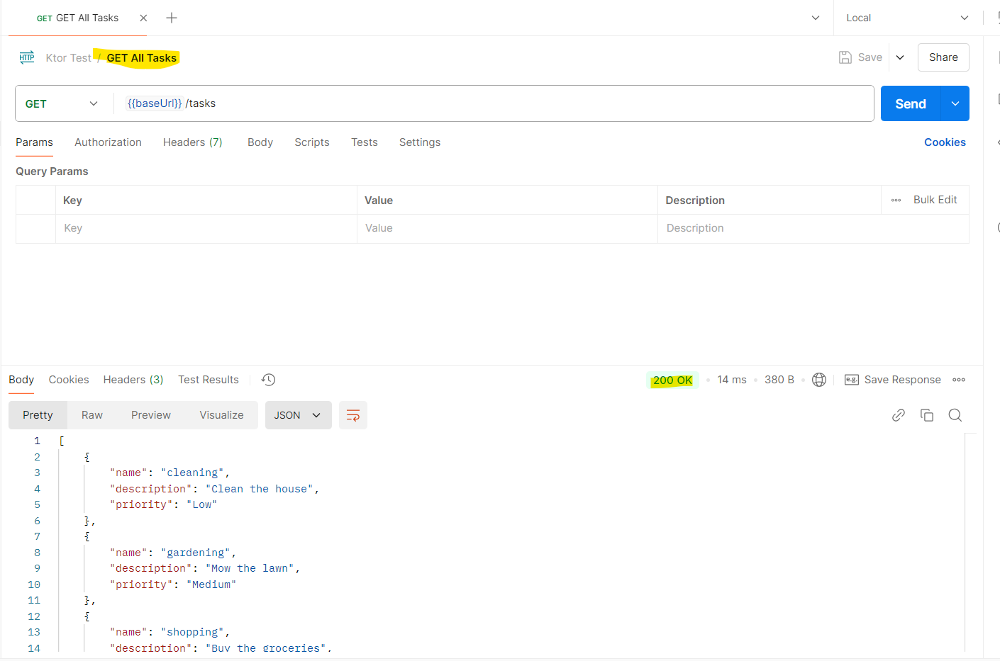 GET GET All Tasks
Local
HTTP Ktor Test / GET All Tasks
Save
Share
GET {{baseUrl}} /tasks
Send
Params Authorization Headers (7) Body Scripts Tests Settings
Cookies
Query Params
Key Value Description Bulk Edit
Key Value Description
Body Cookies Headers (3) Test Results
200 OK 14 ms 380 B e.g. Save Response
Pretty Raw Preview Visualize JSON
1 [
2 {
3 "name": "cleaning",
4 "description": "Clean the house",
5 "priority": "Low"
6 },
7 {
8 "name": "gardening",
9 "description": "Mow the lawn",
10 "priority": "Medium"
11 },
12 {
13 "name": "shopping",
14 "description": "Buy the groceries",